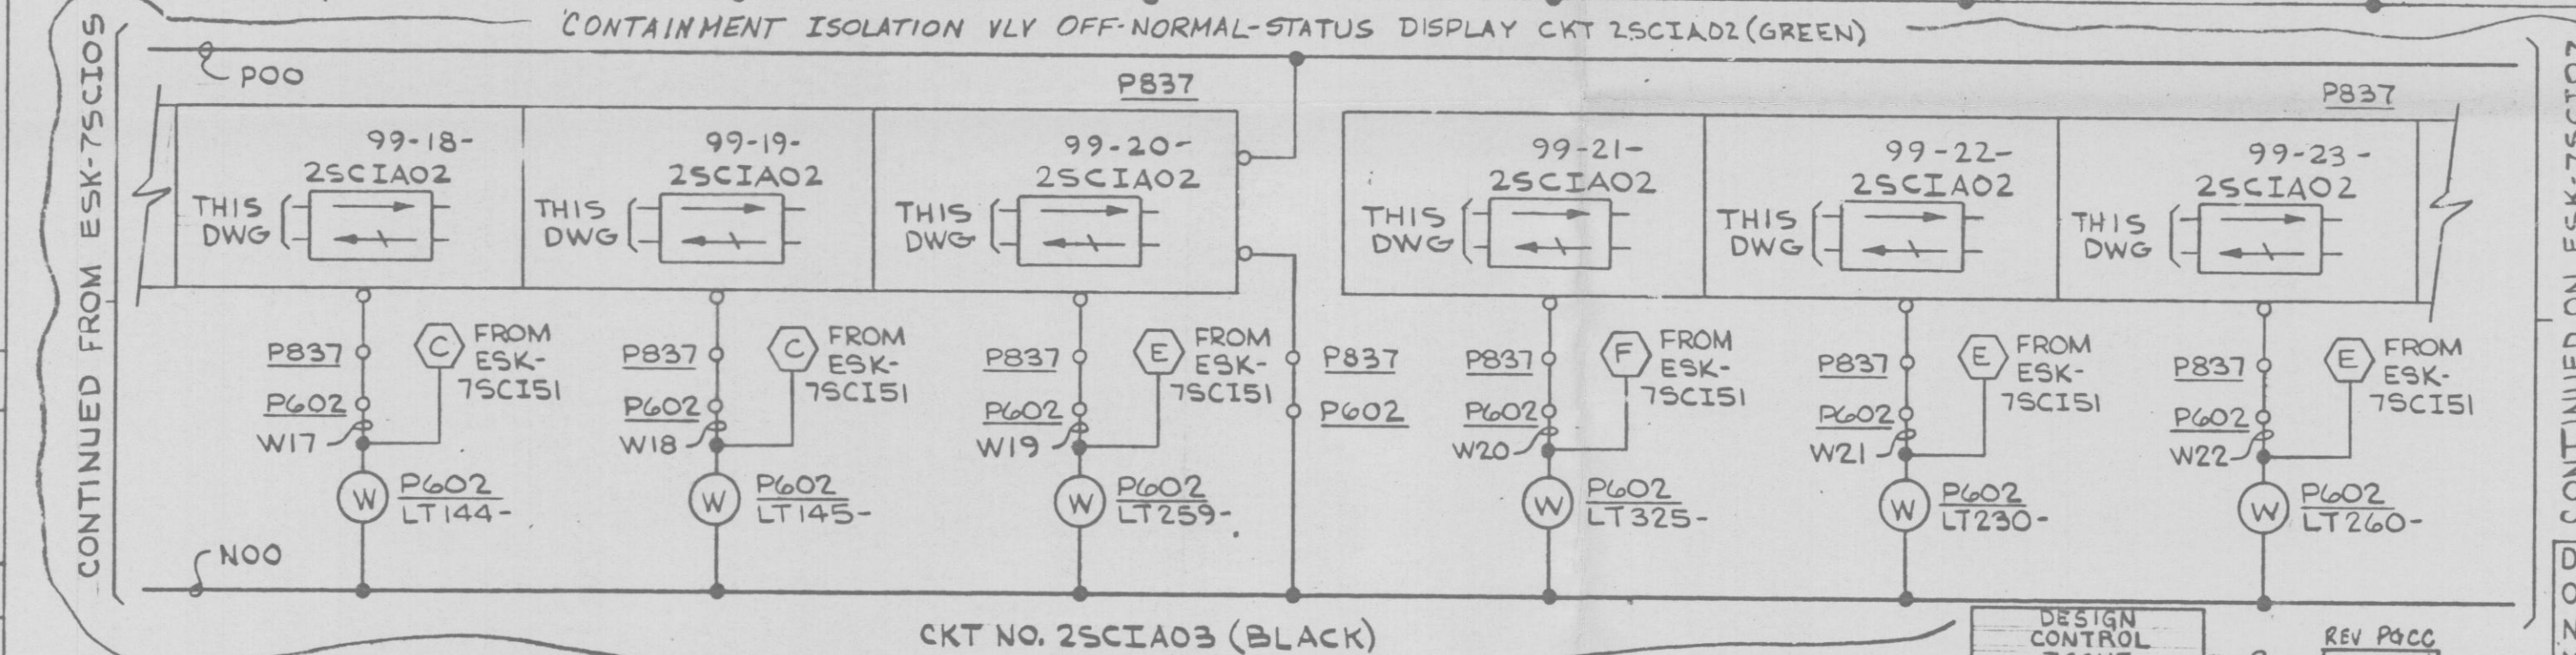 CONTAINMENT ISOLATION VLV OFF-NORMAL-STATUS DISPLAY CKT 2SCIA02 (GREEN)
CONTINUED FROM ESK-7SCI05
P00
P837
P837
99-18-
2SCIA02
THIS
DWG
99-19-
2SCIA02
THIS
DWG
99-20-
2SCIA02
THIS
DWG
99-21-
2SCIA02
THIS
DWG
99-22-
2SCIA02
THIS
DWG
99-23-
2SCIA02
THIS
DWG
P837
P602
W17
C
FROM
ESK-
7SCI51
P602
LT144-
P837
P602
W18
C
FROM
ESK-
7SCI51
P602
LT145-
P837
P602
W19
E
FROM
ESK-
7SCI51
P602
LT259-
P837
P602
P837
P602
W20
F
FROM
ESK-
7SCI51
P602
LT325-
P837
P602
W21
E
FROM
ESK-
7SCI51
P602
LT230-
P837
P602
W22
E
FROM
ESK-
7SCI51
P602
LT260-
W
W
W
W
W
W
N00
CKT NO. 2SCIA03 (BLACK)
DESIGN
CONTROL
REV PGCC
CONTINUED ON ESK-7SCI07